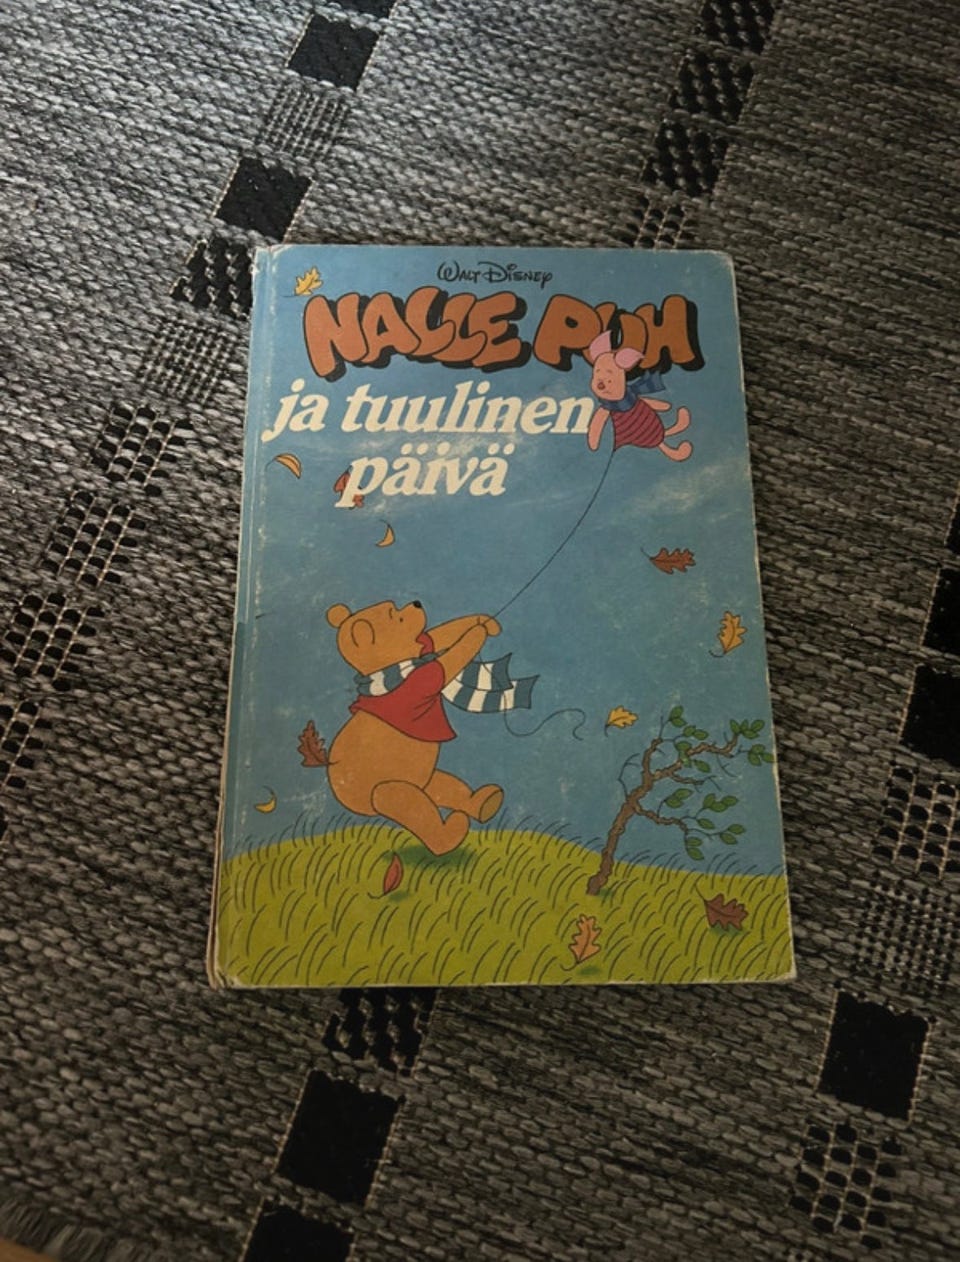 WALT DISNEY
NALLE PUH
ja tuulinen
päivä